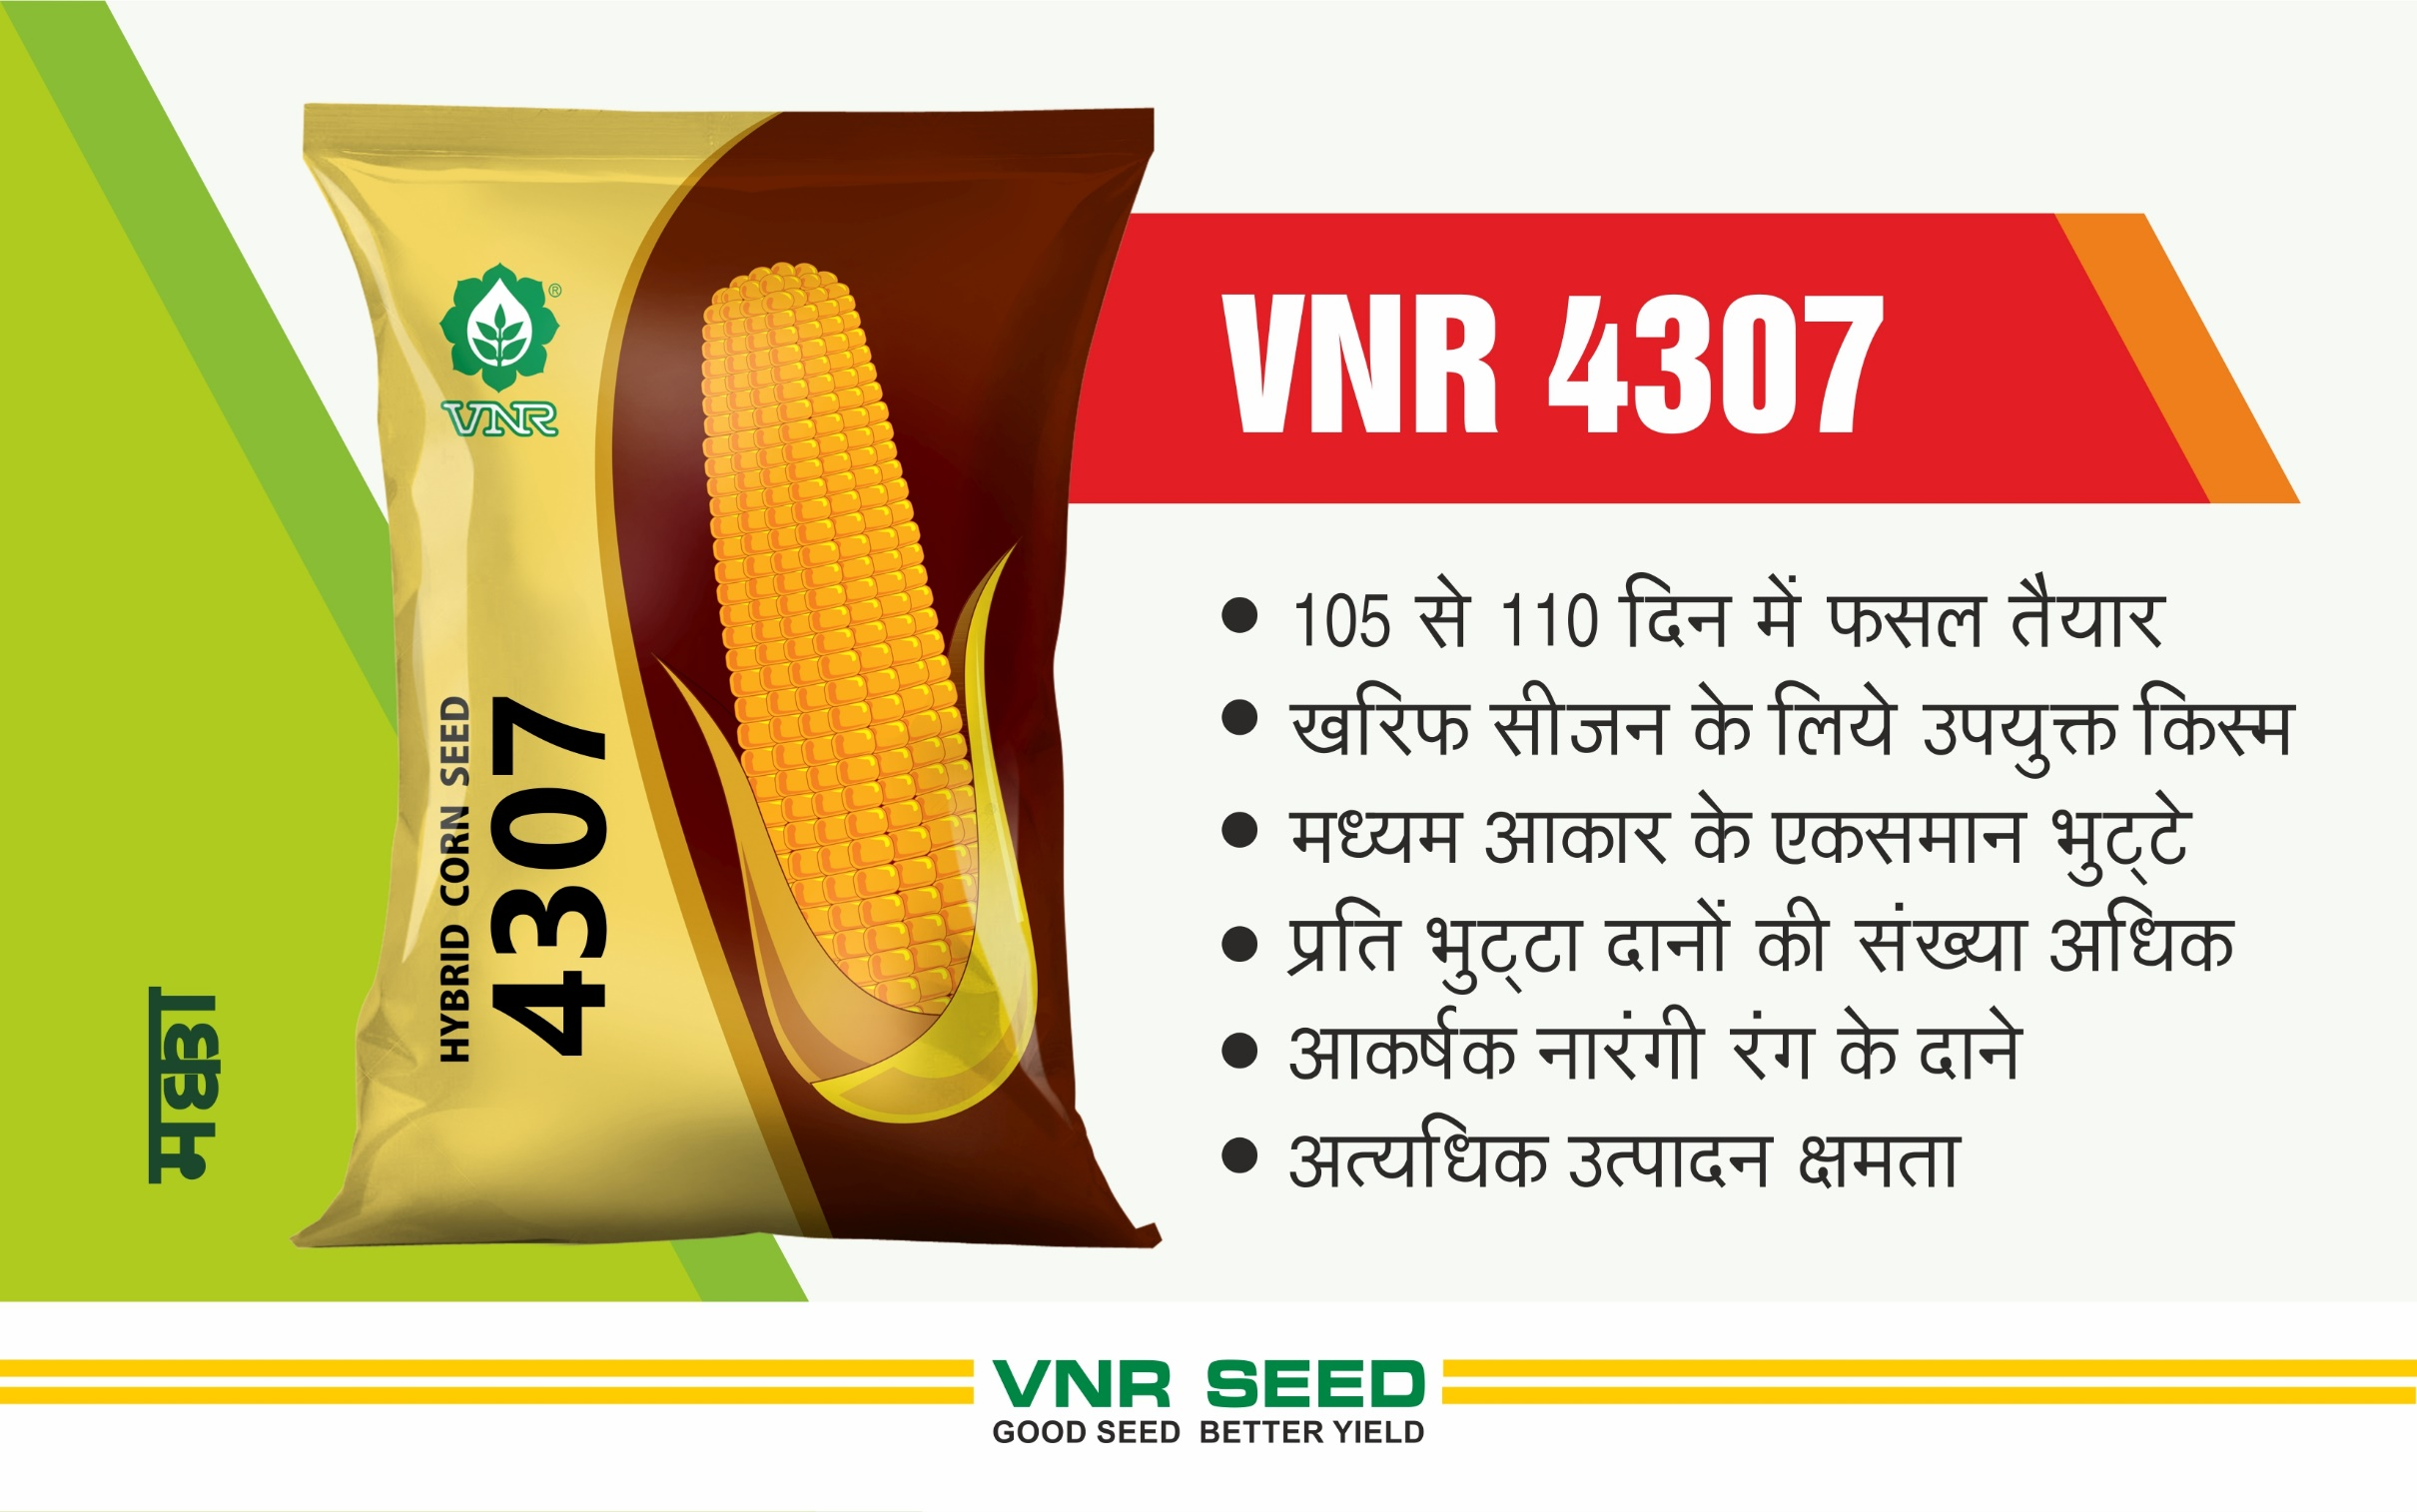 ®
VNR
HYBRID CORN SEED
4307
मक्का
VNR 4307
● 105 से 110 दिन में फसल तैयार
● खरिफ सीजन के लिये उपयुक्त किस्म
● मध्यम आकार के एकसमान भुट्टे
● प्रति भुट्टा दानों की संख्या अधिक
● आकर्षक नारंगी रंग के दाने
● अत्यधिक उत्पादन क्षमता
VNR SEED
GOOD SEED BETTER YIELD